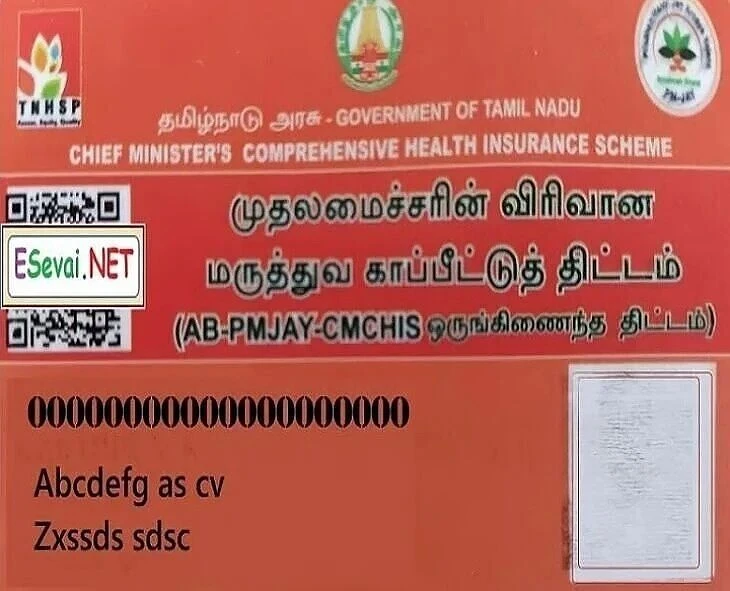 TNHSP
தமிழ்நாடு அரசு - GOVERNMENT OF TAMIL NADU
CHIEF MINISTER'S COMPREHENSIVE HEALTH INSURANCE SCHEME
முதலமைச்சரின் விரிவான
மருத்துவ காப்பீட்டுத் திட்டம்
(AB-PMJAY-CMCHIS ஒருங்கிணைந்த திட்டம்)
ESevai.NET
0000000000000000000000
Abcdefg as cv
Zxssds sdsc